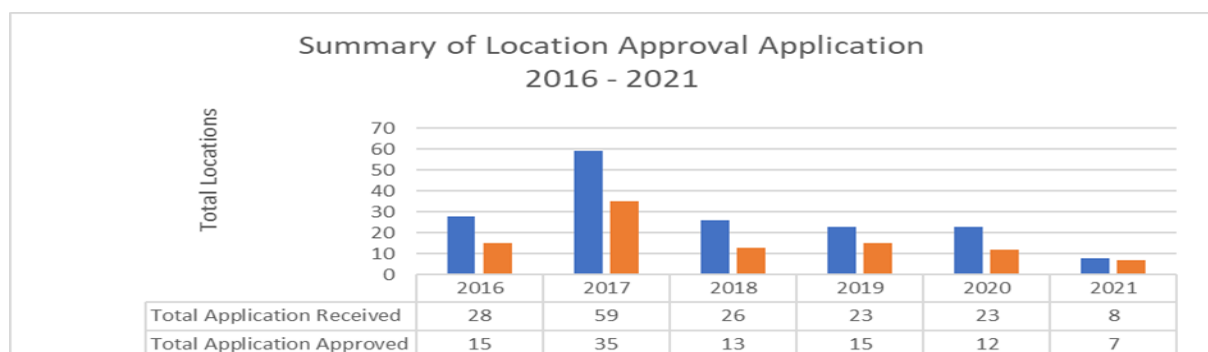 Summary of Location Approval Application
2016 - 2021
Total Locations
70
60
50
40
30
20
10
0
2016 2017 2018 2019 2020 2021
Total Application Received 28 59 26 23 23 8
Total Application Approved 15 35 13 15 12 7